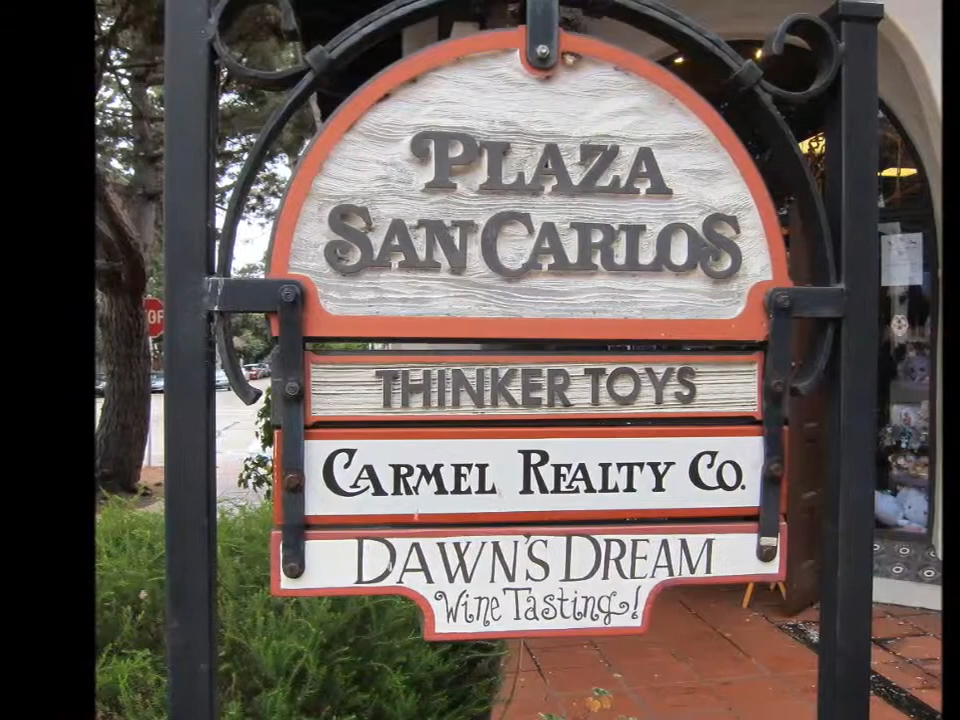 PLAZA
SAN CARLOS
THINKER TOYS
CARMEL REALTY CO.
DAWN'S DREAM
Wine Tasting!